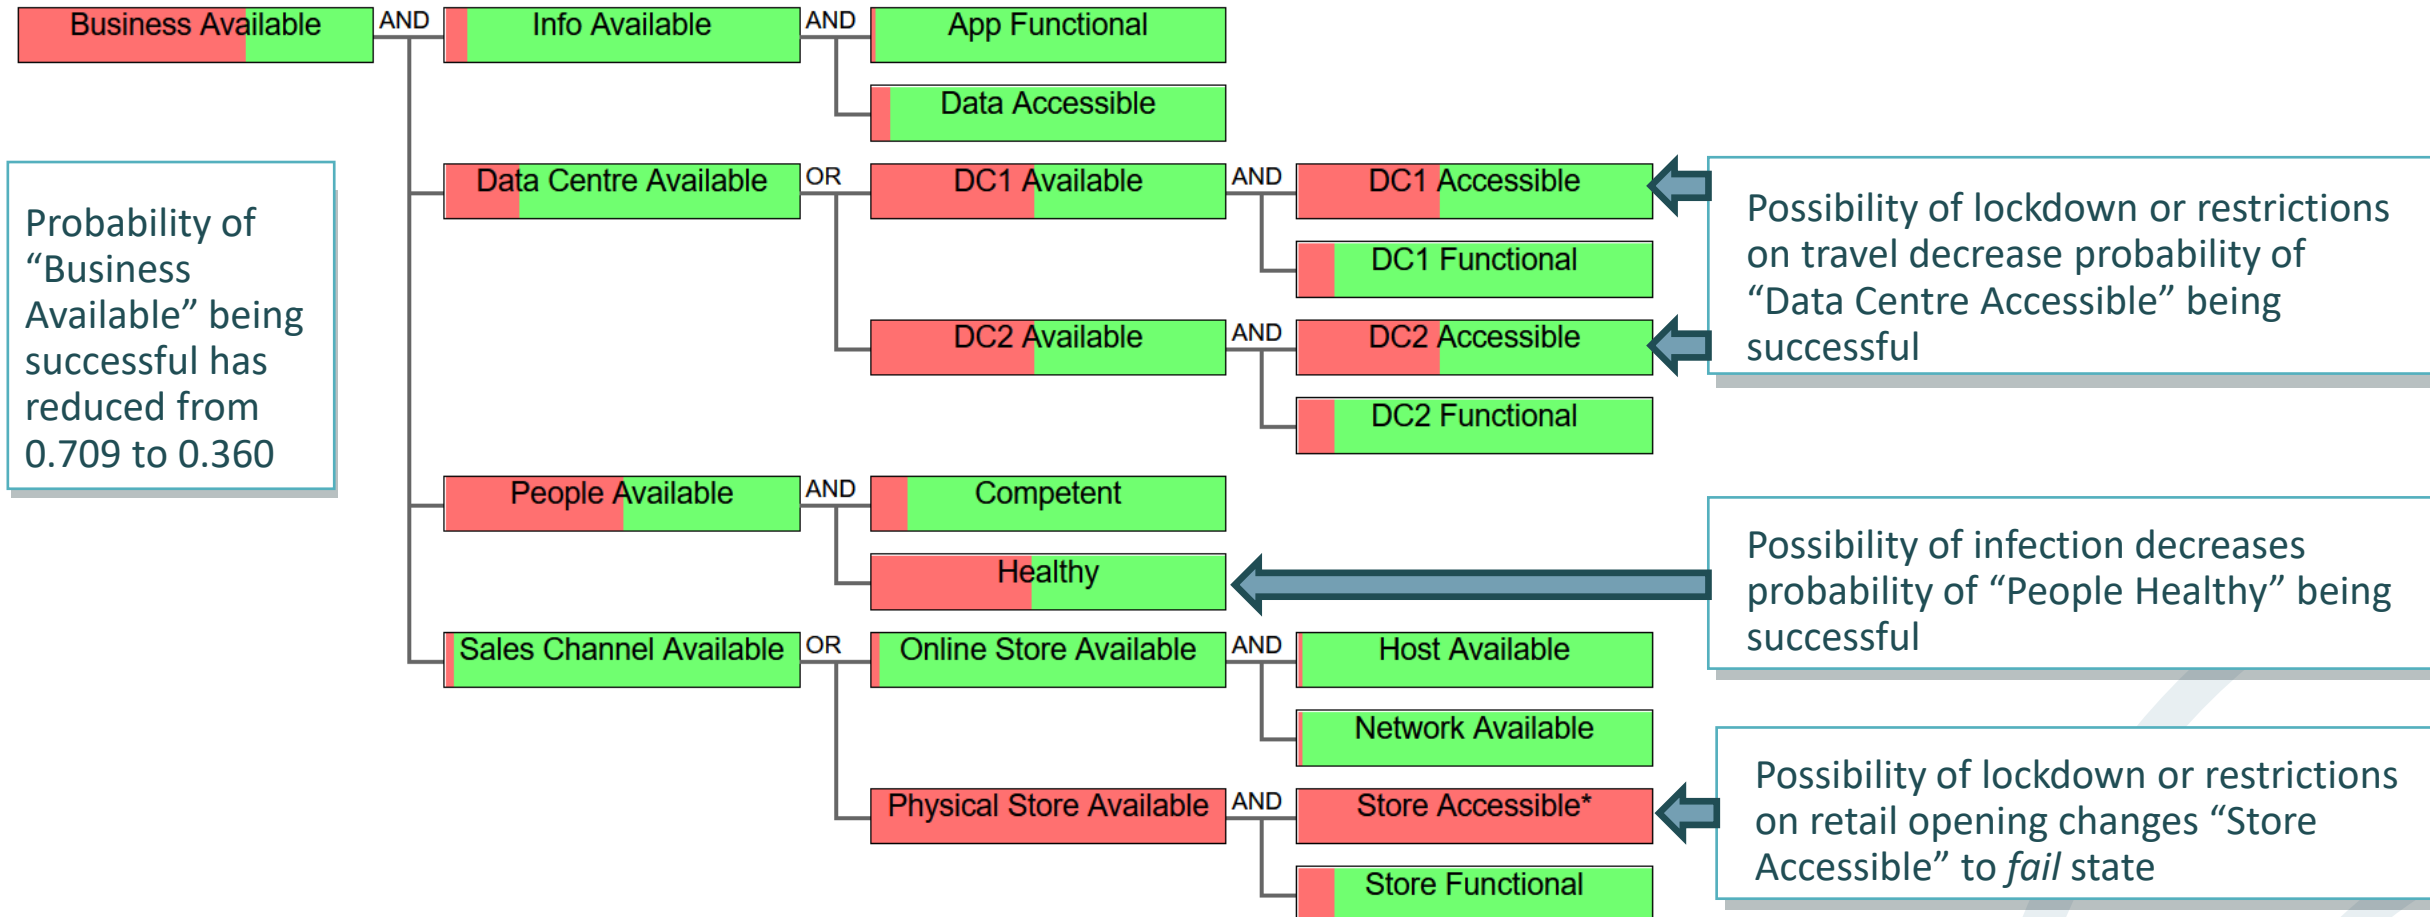 Business Available
AND
Info Available
AND
App Functional
Data Accessible
Data Centre Available
OR
DC1 Available
AND
DC1 Accessible
DC1 Functional
DC2 Available
AND
DC2 Accessible
DC2 Functional
People Available
AND
Competent
Healthy
Sales Channel Available
OR
Online Store Available
AND
Host Available
Network Available
Physical Store Available
AND
Store Accessible*
Store Functional
Probability of
“Business
Available” being
successful has
reduced from
0.709 to 0.360
Possibility of lockdown or restrictions
on travel decrease probability of
“Data Centre Accessible” being
successful
Possibility of infection decreases
probability of “People Healthy” being
successful
Possibility of lockdown or restrictions
on retail opening changes “Store
Accessible” to fail state